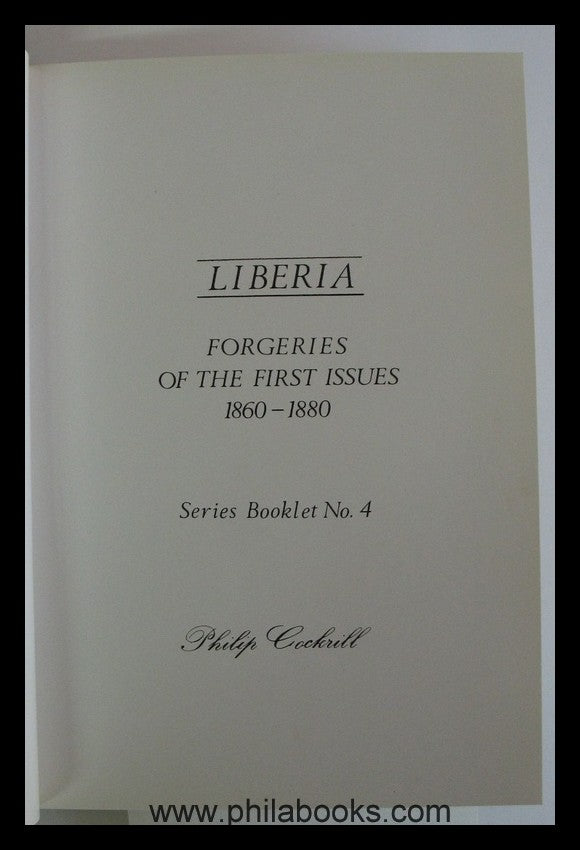 LIBERIA
FORGERIES
OF THE FIRST ISSUES
1860-1880
Series Booklet No. 4
Philip Cockrill
www.philabooks.com